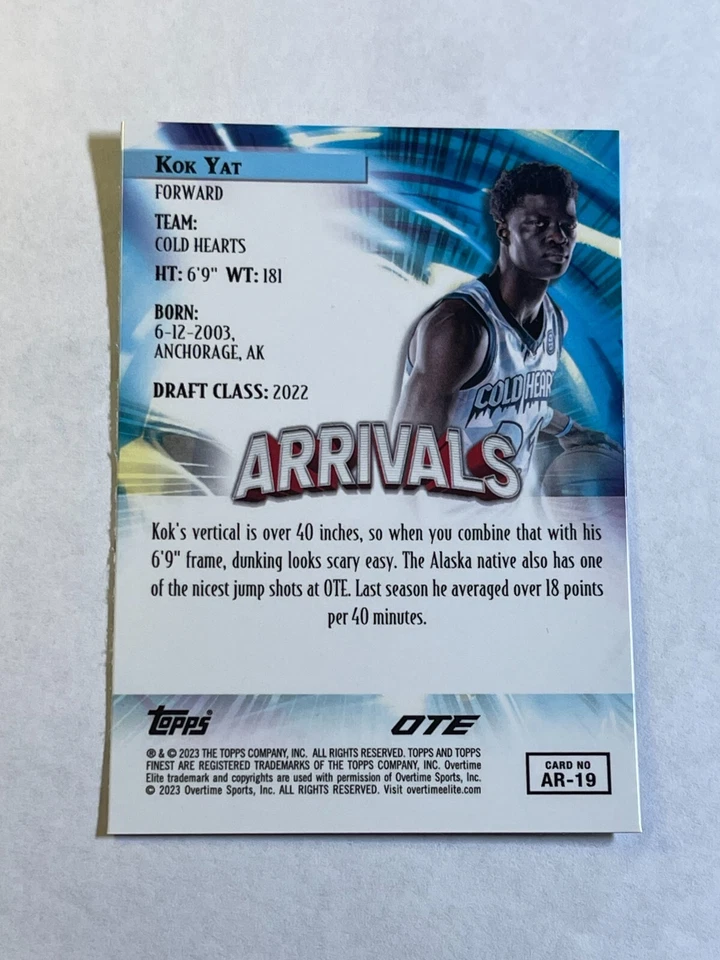 Kok Yat
FORWARD
TEAM:
COLD HEARTS
HT: 6'9" WT: 181
BORN:
6-12-2003,
ANCHORAGE, AK
DRAFT CLASS: 2022
COLD HEAR
ARRIVALS
Kok's vertical is over 40 inches, so when you combine that with his
6'9" frame, dunking looks scary easy. The Alaska native also has one
of the nicest jump shots at OTE. Last season he averaged over 18 points
per 40 minutes.
Topps®
OTE
® & © 2023 THE TOPPS COMPANY, INC. ALL RIGHTS RESERVED. TOPPS AND TOPPS
FINEST ARE REGISTERED TRADEMARKS OF THE TOPPS COMPANY, INC. Overtime
Elite trademark and copyrights are used with permission of Overtime Sports, Inc.
© 2023 Overtime Sports, Inc. ALL RIGHTS RESERVED. Visit overtimeelite.com
CARD NO
AR-19